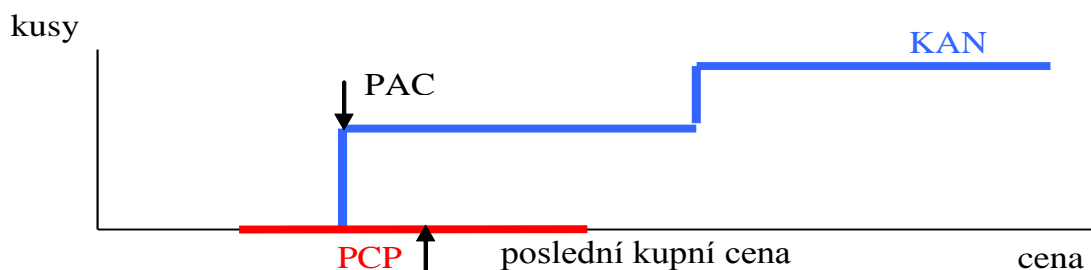 kusy
KAN
PAC
PCP
poslední kupní cena
cena